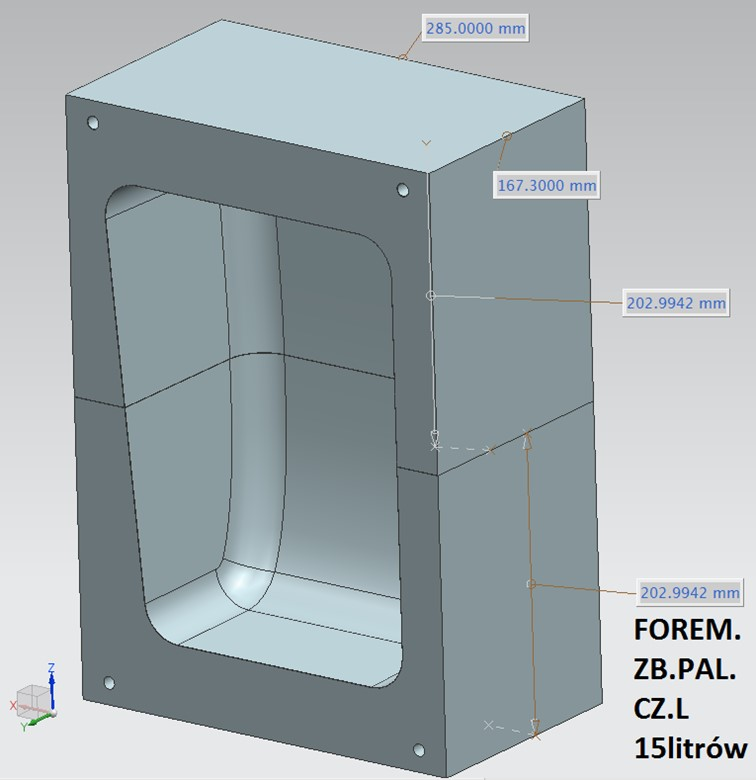 285.0000 mm
167.3000 mm
202.9942 mm
202.9942 mm
FOREM.
ZB.PAL.
CZ.L
15litrów
Z
X
Y